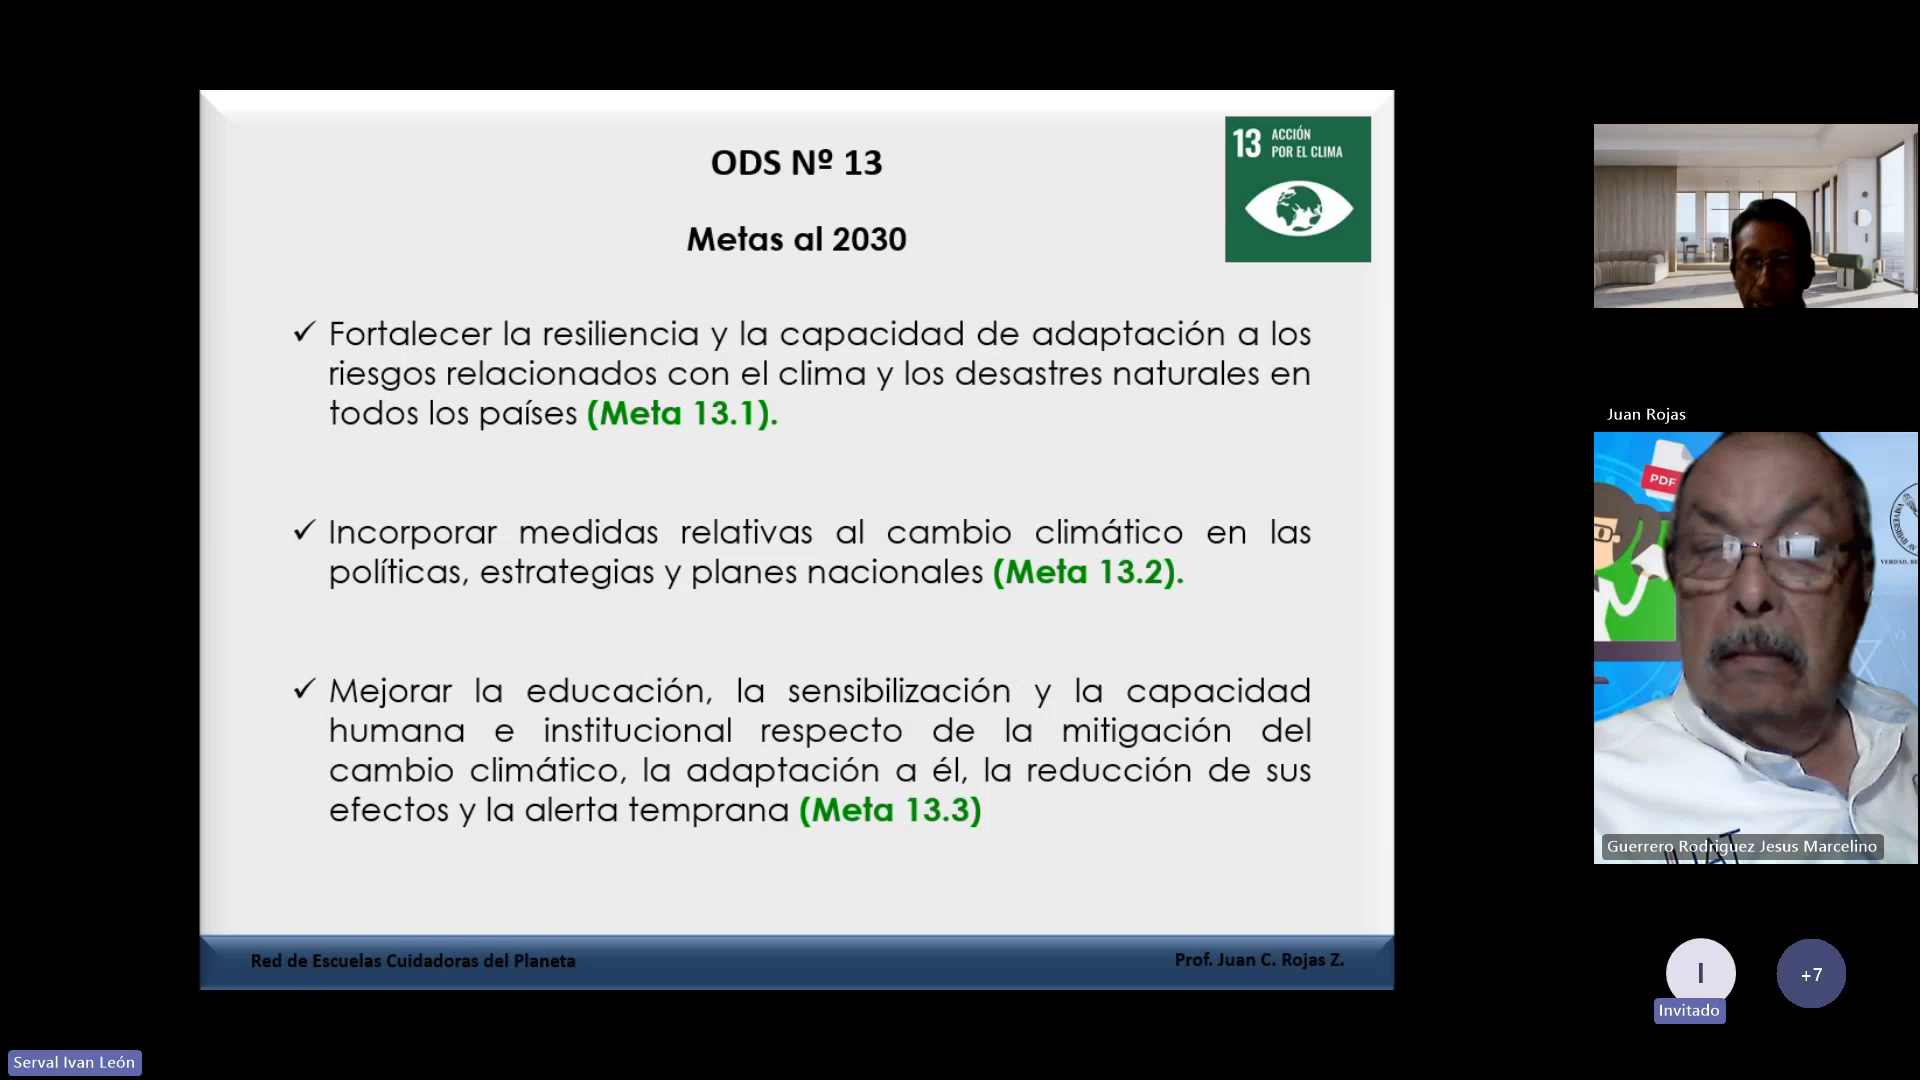 ODS Nº 13
13 ACCIÓN
POR EL CLIMA
Metas al 2030
✓ Fortalecer la resiliencia y la capacidad de adaptación a los
riesgos relacionados con el clima y los desastres naturales en
todos los países (Meta 13.1).
✓ Incorporar medidas relativas al cambio climático en las
políticas, estrategias y planes nacionales (Meta 13.2).
✓ Mejorar la educación, la sensibilización y la capacidad
humana e institucional respecto de la mitigación del
cambio climático, la adaptación a él, la reducción de sus
efectos y la alerta temprana (Meta 13.3)
Red de Escuelas Cuidadoras del Planeta
Prof. Juan C. Rojas Z.
Juan Rojas
PDF
Guerrero Rodriguez Jesus Marcelino
I
+7
Invitado
Serval Ivan León